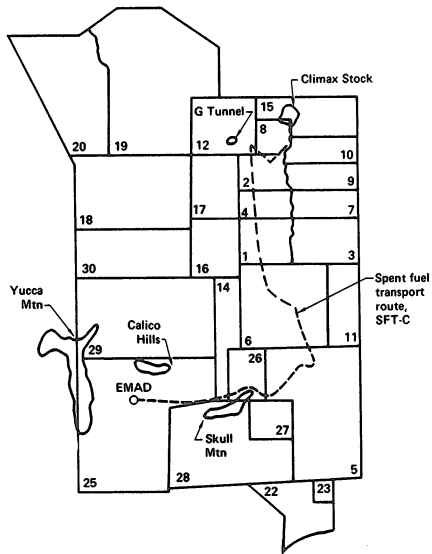 Climax Stock
G Tunnel
15
8
20
19
12
10
2
9
18
17
4
7
30
16
1
3
14
Spent fuel
transport
route,
SFT-C
Yucca
Mtn
Calico
Hills
29
6
11
26
EMAD
27
Skull
Mtn
25
28
5
22
23